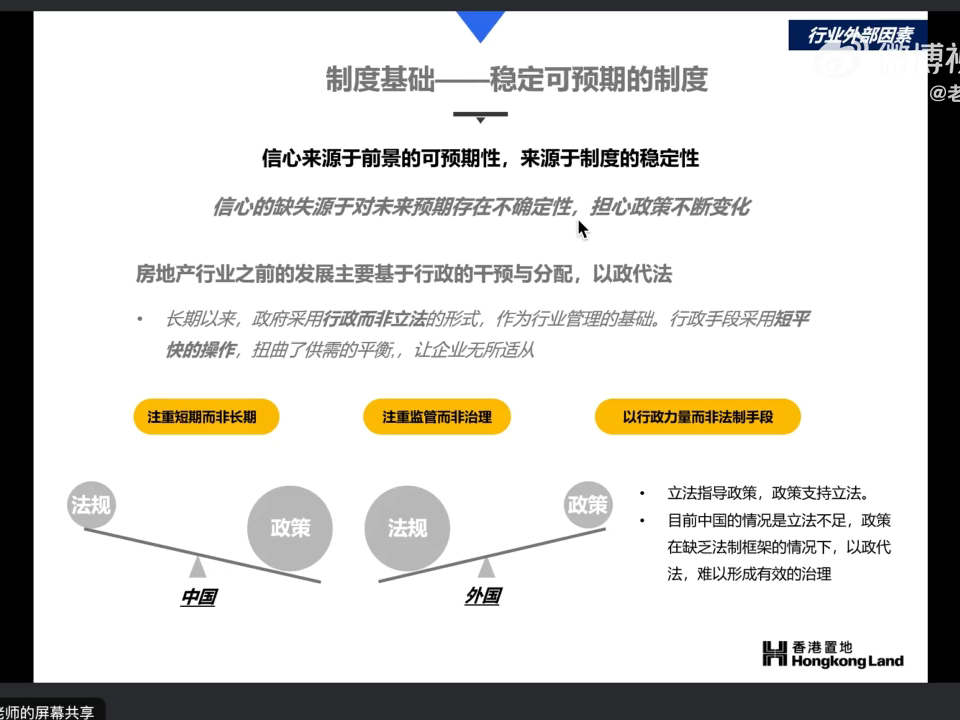 行业外部因素
微博视
@老
制度基础——稳定可预期的制度
信心来源于前景的可预期性，来源于制度的稳定性
信心的缺失源于对未来预期存在不确定性，担心政策不断变化
房地产行业之前的发展主要基于行政的干预与分配，以政代法
• 长期以来，政府采用行政而非立法的形式，作为行业管理的基础。行政手段采用短平
快的操作，扭曲了供需的平衡,，让企业无所适从
注重短期而非长期
注重监管而非治理
以行政力量而非法制手段
法规
政策
中国
法规
政策
外国
• 立法指导政策，政策支持立法。
• 目前中国的情况是立法不足，政策
在缺乏法制框架的情况下，以政代
法，难以形成有效的治理
香港置地
Hongkong Land
老师的屏幕共享